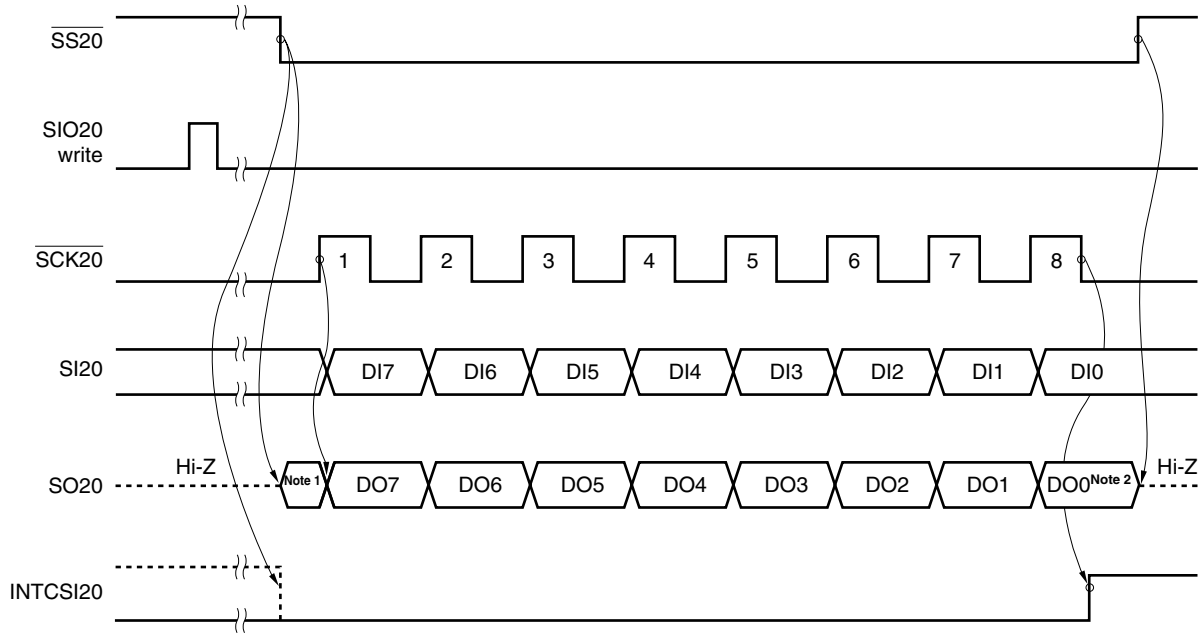 SS20
SIO20
write
SCK20
1 2 3 4 5 6 7 8
SI20
DI7 DI6 DI5 DI4 DI3 DI2 DI1 DI0
Hi-Z
SO20
Note 1 DO7 DO6 DO5 DO4 DO3 DO2 DO1 DO0 Note 2
Hi-Z
INTCSI20